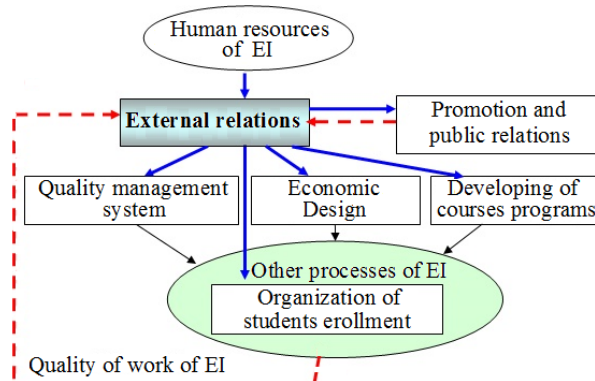 Human resources
of EI
External relations
Promotion and
public relations
Quality management
system
Economic
Design
Developing of
courses programs
Other processes of EI
Organization of
students erollment
Quality of work of EI